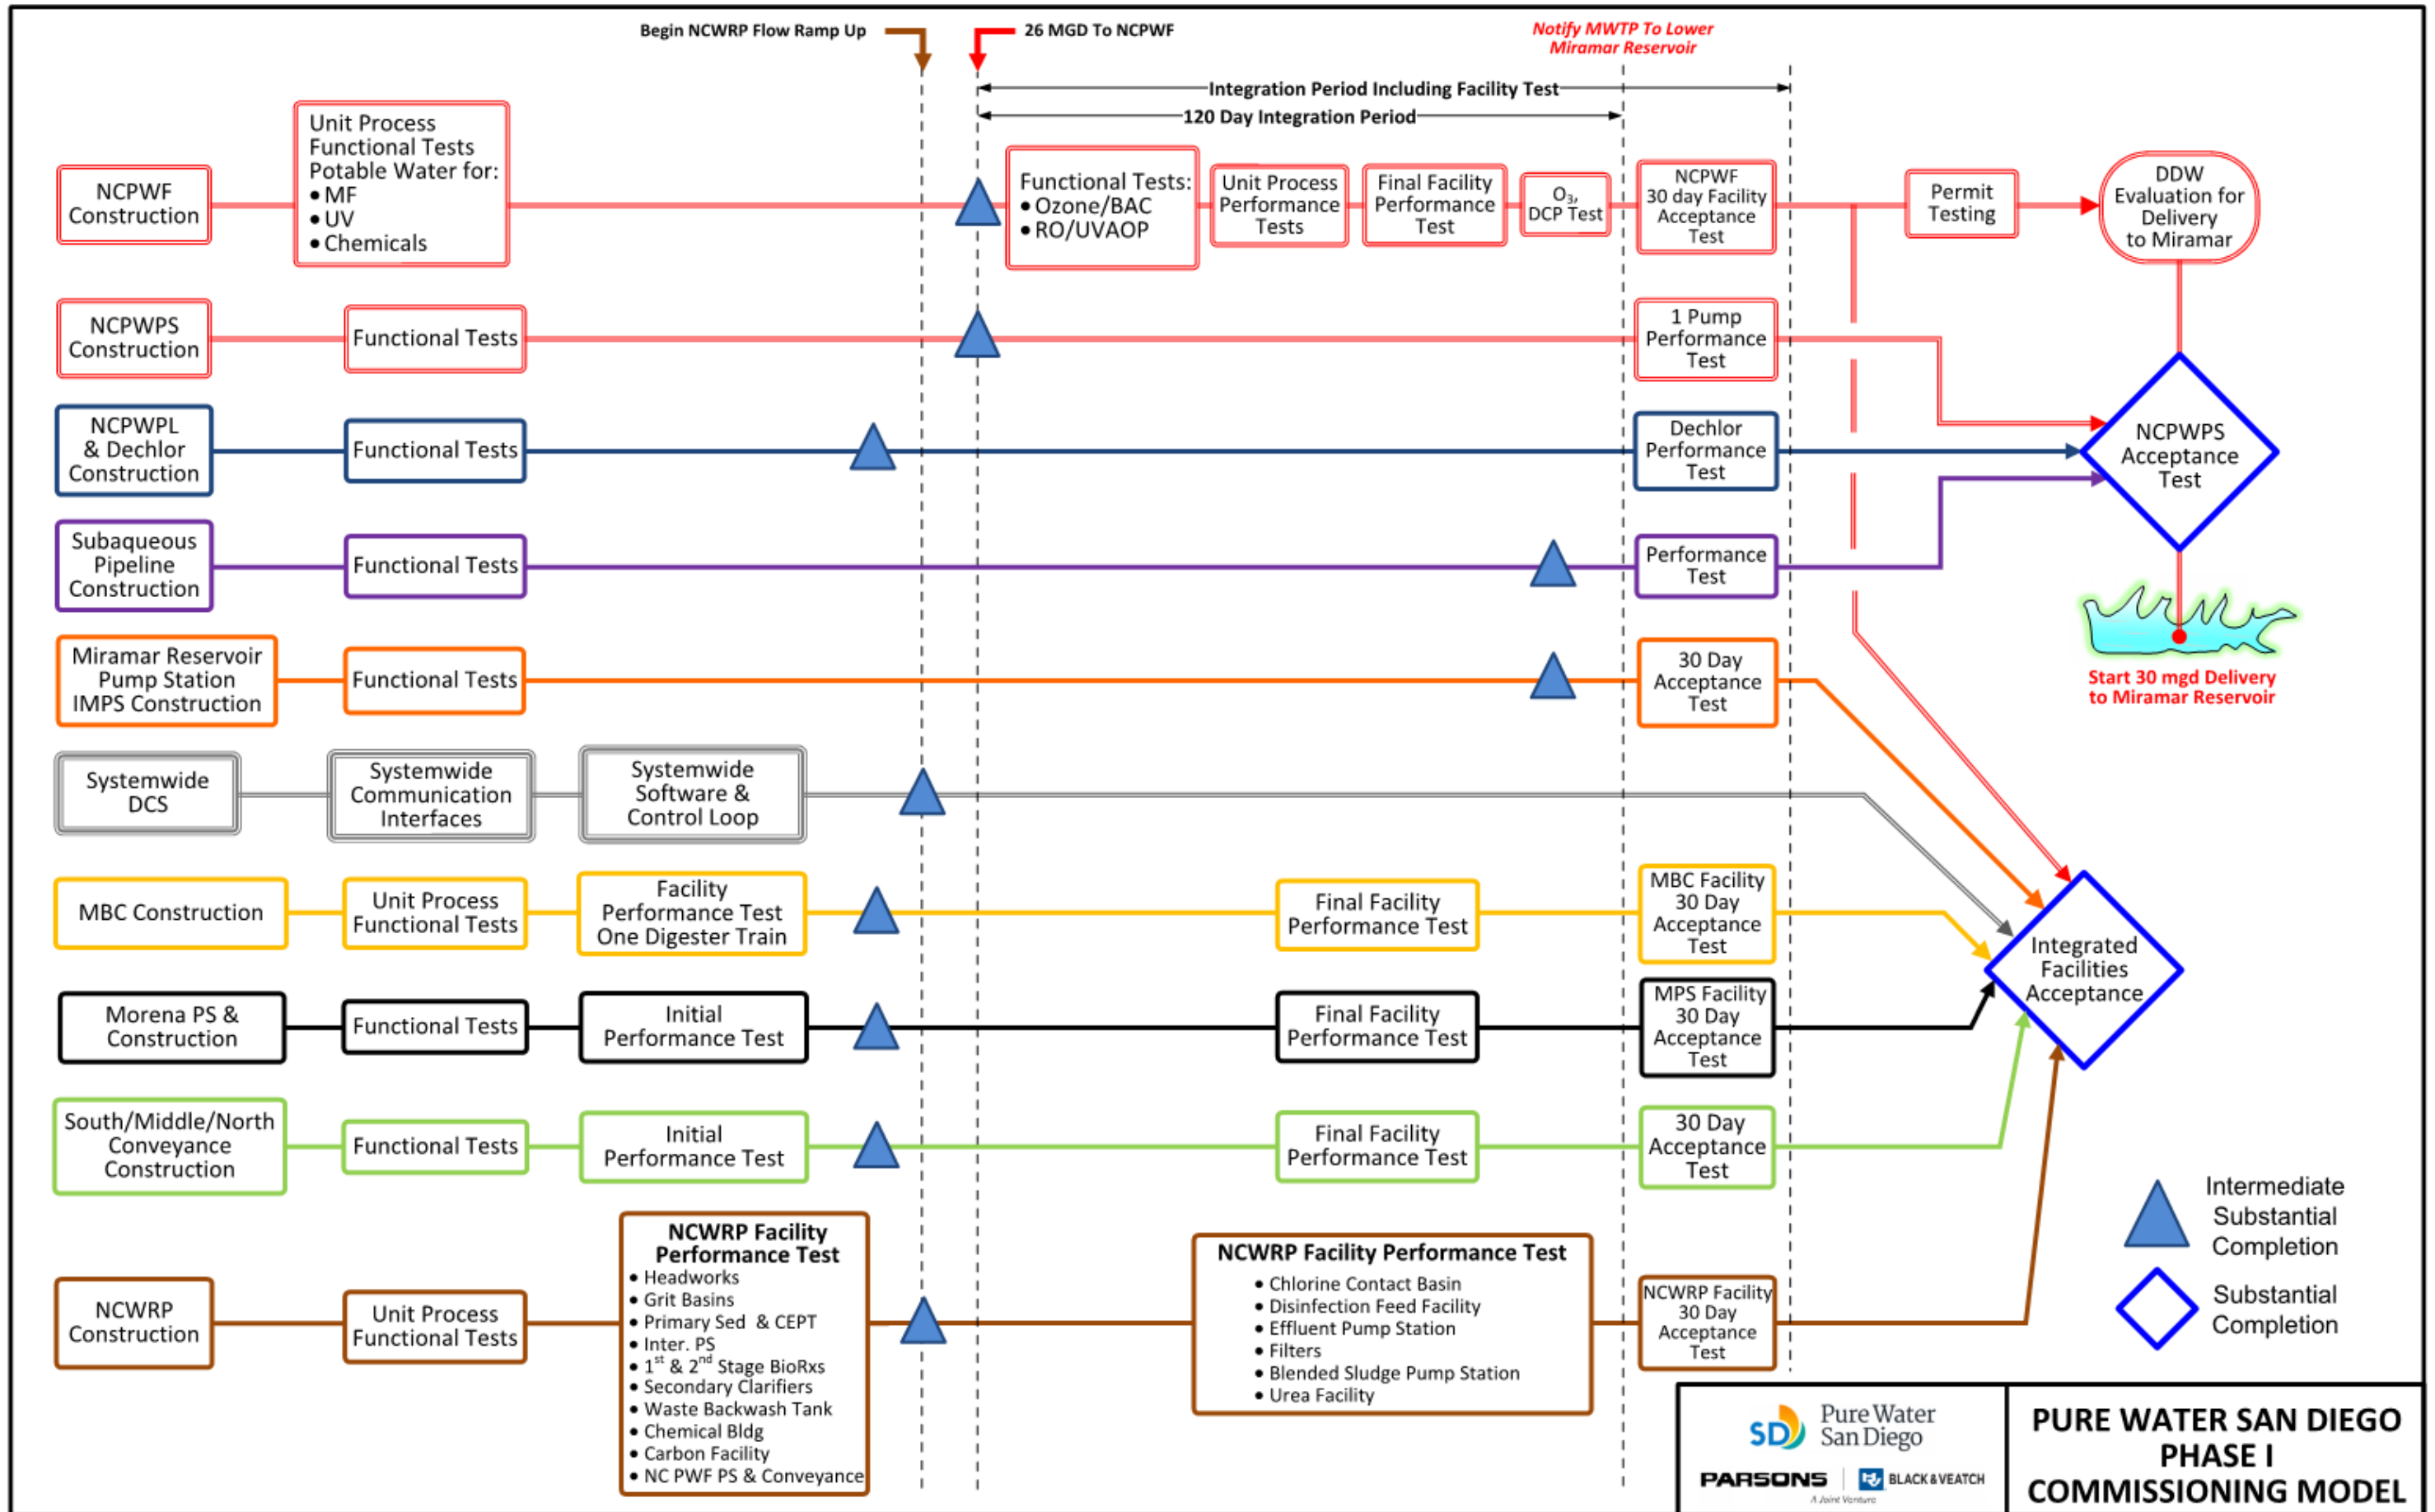 Begin NCWRP Flow Ramp Up
26 MGD To NCPWF
Notify MWTP To Lower
Miramar Reservoir
Integration Period Including Facility Test
120 Day Integration Period
NCPWF
Construction
Unit Process
Functional Tests
Potable Water for:
• MF
• UV
• Chemicals
Functional Tests:
• Ozone/BAC
• RO/UVAOP
Unit Process
Performance
Tests
Final Facility
Performance
Test
O₃,
DCP Test
NCPWF
30 day Facility
Acceptance
Test
Permit
Testing
DDW
Evaluation for
Delivery
to Miramar
NCPWPS
Construction
Functional Tests
1 Pump
Performance
Test
NCPWPL
& Dechlor
Construction
Functional Tests
Dechlor
Performance
Test
NCPWPS
Acceptance
Test
Subaqueous
Pipeline
Construction
Functional Tests
Performance
Test
Start 30 mgd Delivery
to Miramar Reservoir
Miramar Reservoir
Pump Station
IMPS Construction
Functional Tests
30 Day
Acceptance
Test
Systemwide
DCS
Systemwide
Communication
Interfaces
Systemwide
Software &
Control Loop
MBC Construction
Unit Process
Functional Tests
Facility
Performance Test
One Digester Train
Final Facility
Performance Test
MBC Facility
30 Day
Acceptance
Test
Integrated
Facilities
Acceptance
Morena PS &
Construction
Functional Tests
Initial
Performance Test
Final Facility
Performance Test
MPS Facility
30 Day
Acceptance
Test
South/Middle/North
Conveyance
Construction
Functional Tests
Initial
Performance Test
Final Facility
Performance Test
30 Day
Acceptance
Test
NCWRP
Construction
Unit Process
Functional Tests
NCWRP Facility
Performance Test
• Headworks
• Grit Basins
• Primary Sed & CEPT
• Inter. PS
• 1st & 2nd Stage BioRxs
• Secondary Clarifiers
• Waste Backwash Tank
• Chemical Bldg
• Carbon Facility
• NC PWF PS & Conveyance
NCWRP Facility Performance Test
• Chlorine Contact Basin
• Disinfection Feed Facility
• Effluent Pump Station
• Filters
• Blended Sludge Pump Station
• Urea Facility
NCWRP Facility
30 Day
Acceptance
Test
Intermediate
Substantial
Completion
Substantial
Completion
SD Pure Water
San Diego
PARSONS
BLACK & VEATCH
A Joint Venture
PURE WATER SAN DIEGO
PHASE I
COMMISSIONING MODEL